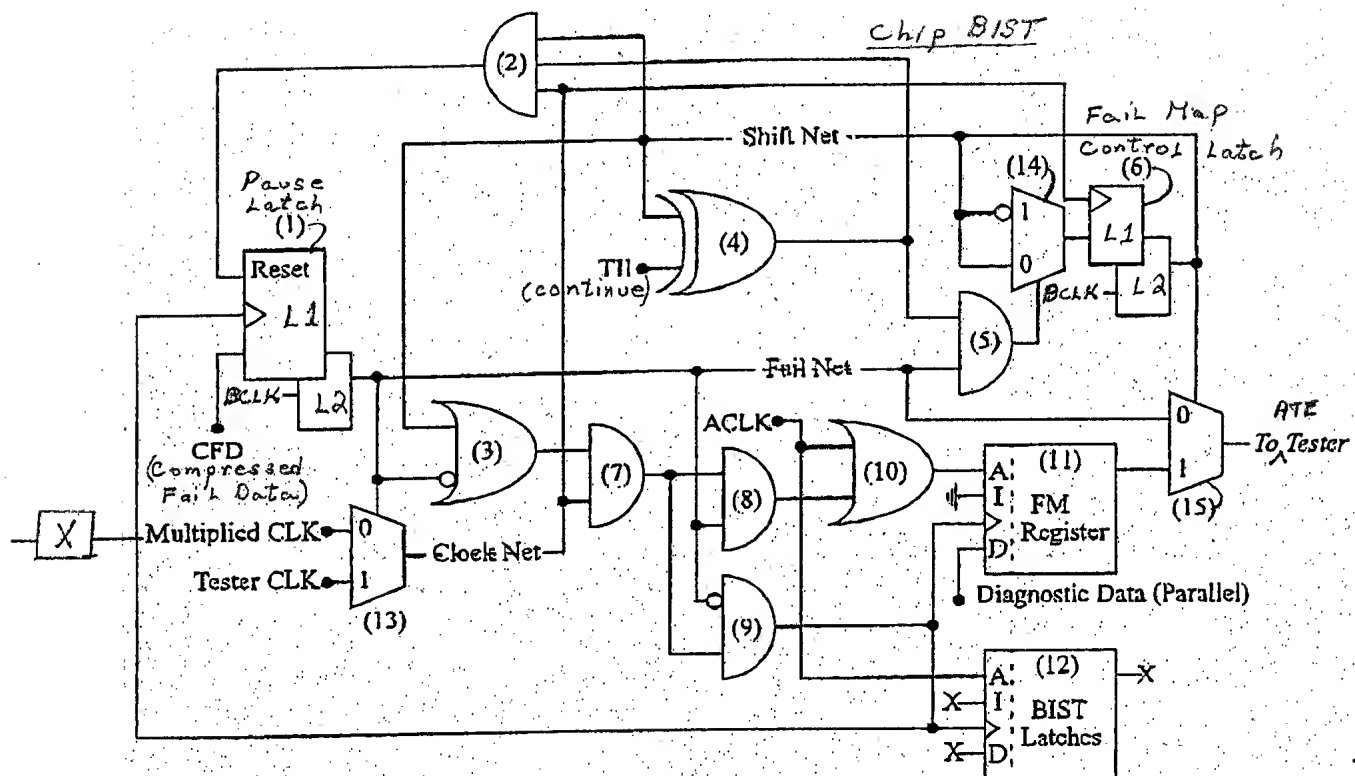 Chip BIST
(2)
Fail Map
Control Latch
Shift Net
(14)
(6)
Pause
Latch
(1)
1
L1
Reset
(4)
TII
(continue)
0
BCLK
L2
L1
(5)
Fail Net
BCLK
L2
ACLK
0
ATE
To ^ Tester
CFD
(Compressed
Fail Data)
(3)
(7)
(8)
(10)
A
I
D
(11)
FM
Register
1
(15)
X
Multiplied CLK
0
Clock Net
Tester CLK
1
(13)
(9)
Diagnostic Data (Parallel)
A
X
I
X
D
(12)
BIST
Latches
X